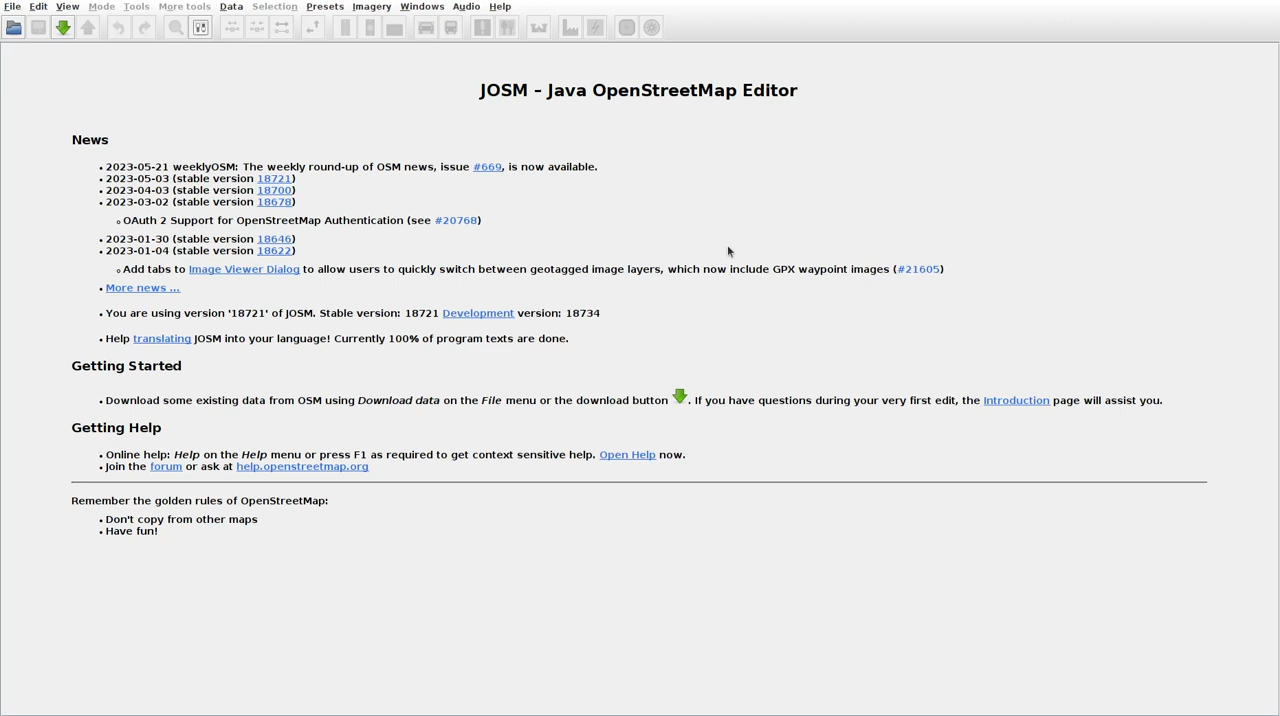 File Edit View Mode Tools More tools Data Selection Presets Imagery Windows Audio Help
JOSM – Java OpenStreetMap Editor
News
2023-05-21 weeklyOSM: The weekly round-up of OSM news, issue #669, is now available.
2023-05-03 (stable version 18721)
2023-04-03 (stable version 18700)
2023-03-02 (stable version 18678)
OAuth 2 Support for OpenStreetMap Authentication (see #20768)
2023-01-30 (stable version 18646)
2023-01-04 (stable version 18622)
Add tabs to Image Viewer Dialog to allow users to quickly switch between geotagged image layers, which now include GPX waypoint images (#21605)
More news ...
You are using version '18721' of JOSM. Stable version: 18721 Development version: 18734
Help translating JOSM into your language! Currently 100% of program texts are done.
Getting Started
Download some existing data from OSM using Download data on the File menu or the download button . If you have questions during your very first edit, the Introduction page will assist you.
Getting Help
Online help: Help on the Help menu or press F1 as required to get context sensitive help. Open Help now.
Join the forum or ask at help.openstreetmap.org
Remember the golden rules of OpenStreetMap:
Don't copy from other maps
Have fun!